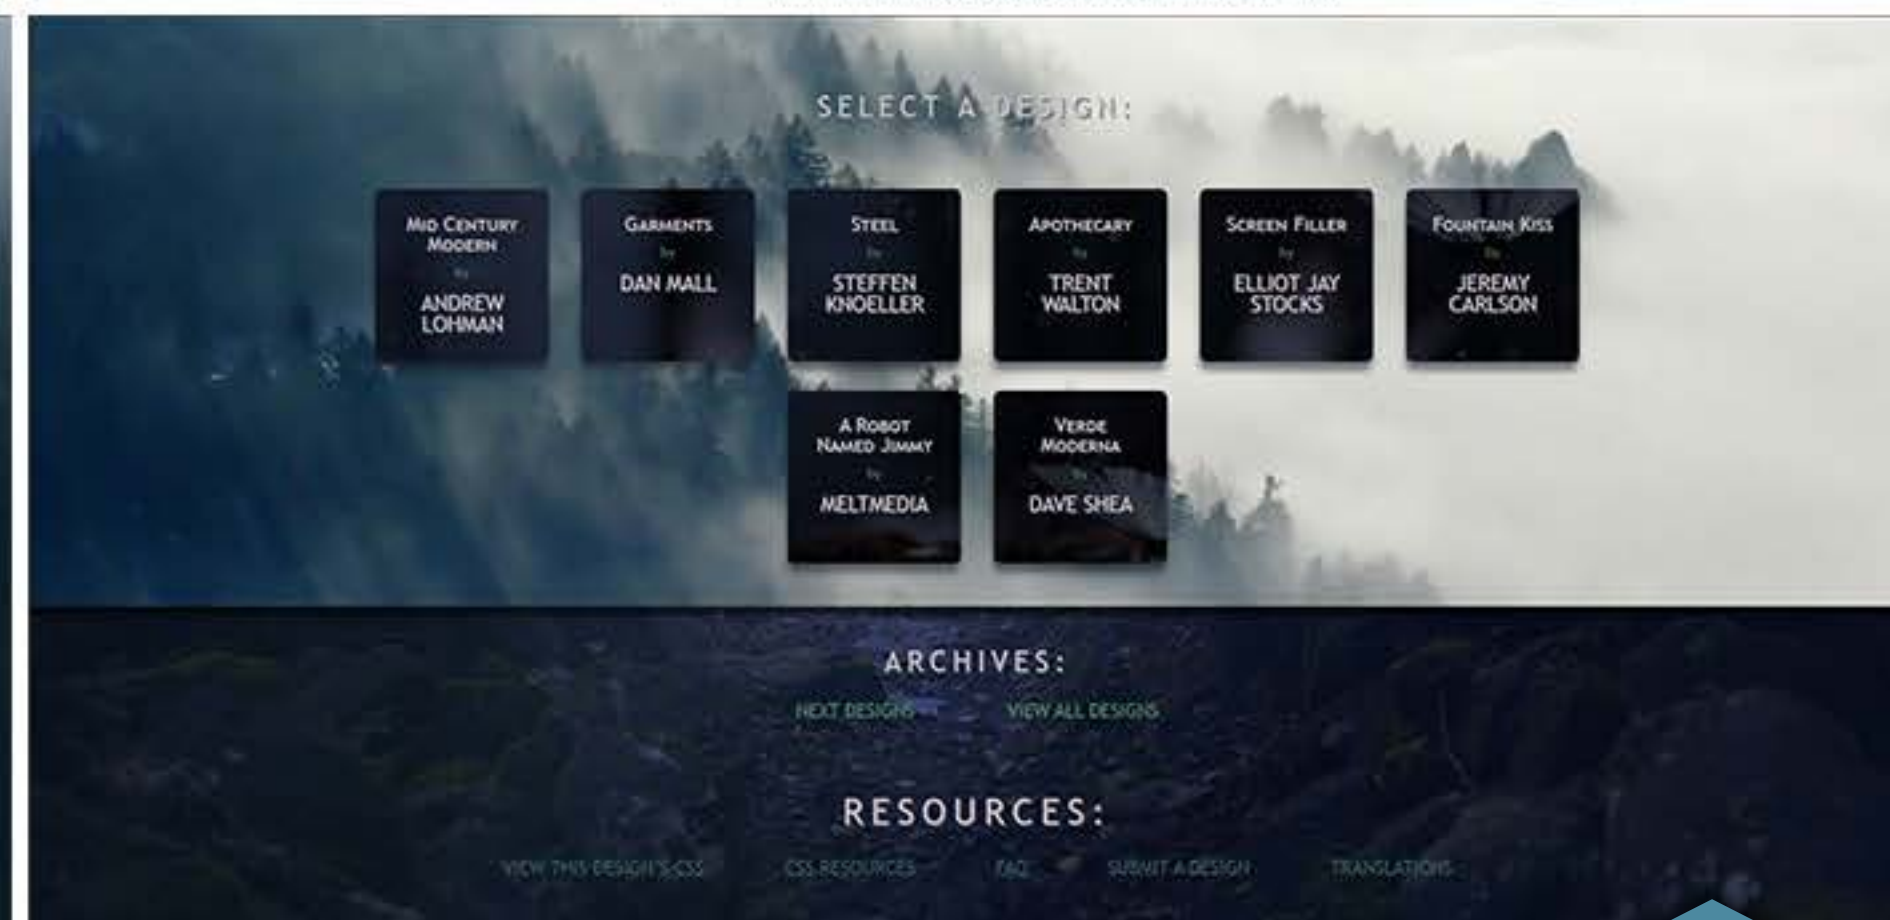 SELECT A DESIGN:
MID CENTURY
MODERN
by
ANDREW
LOHMAN
GARMENTS
by
DAN MALL
STEEL
by
STEFFEN
KNOELLER
APOTHECARY
by
TRENT
WALTON
SCREEN FILLER
by
ELLIOT JAY
STOCKS
FOUNTAIN KISS
by
JEREMY
CARLSON
A ROBOT
NAMED JIMMY
by
MELTMEDIA
VERDE
MODERNA
by
DAVE SHEA
ARCHIVES:
NEXT DESIGNS VIEW ALL DESIGNS
RESOURCES:
VIEW THIS DESIGN'S CSS CSS RESOURCES FAQ SUBMIT A DESIGN TRANSLATIONS